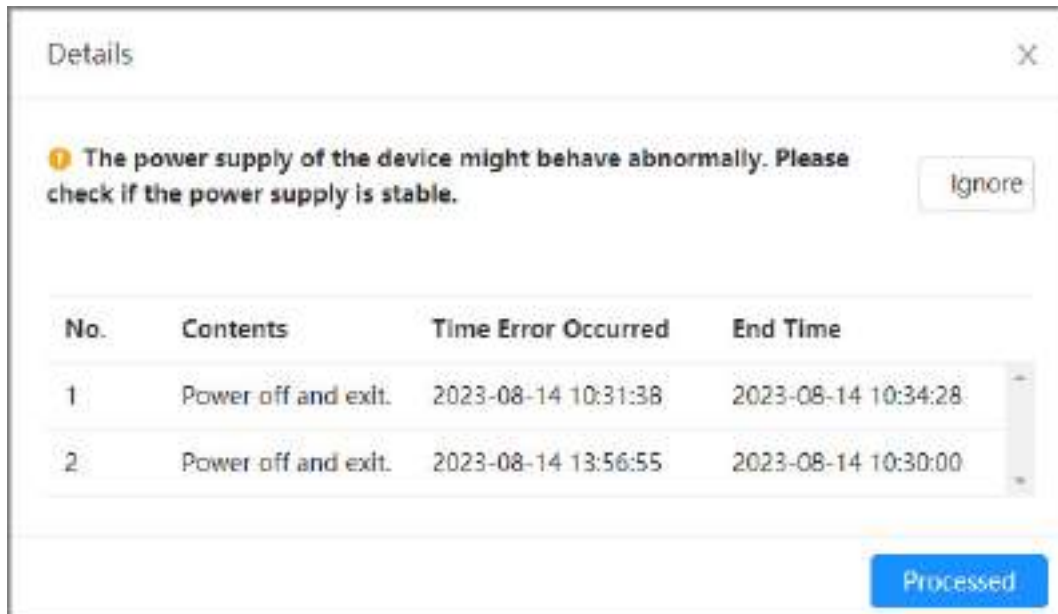 Details
The power supply of the device might behave abnormally. Please
check if the power supply is stable.
Ignore
No. Contents Time Error Occurred End Time
1 Power off and exit. 2023-08-14 10:31:38 2023-08-14 10:34:28
2 Power off and exit. 2023-08-14 13:56:55 2023-08-14 10:30:00
Processed